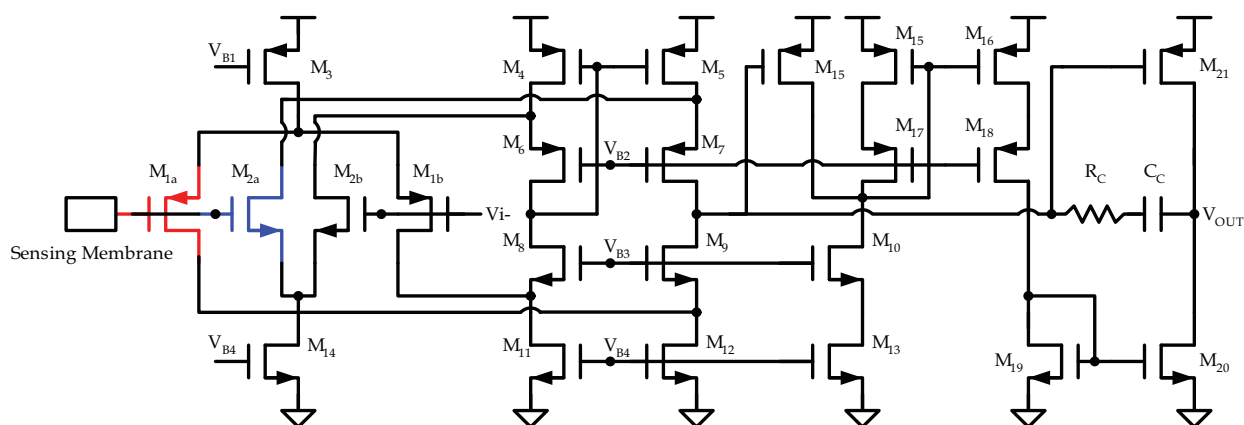 V_B1
M_3
M_4
M_5
M_15
M_15
M_16
M_21
M_1a
M_2a
M_2b
M_1b
M_6
V_B2
M_7
M_17
M_18
R_C
C_C
Sensing Membrane
Vi-
V_OUT
M_8
V_B3
M_9
M_10
V_B4
M_14
M_11
V_B4
M_12
M_13
M_19
M_20